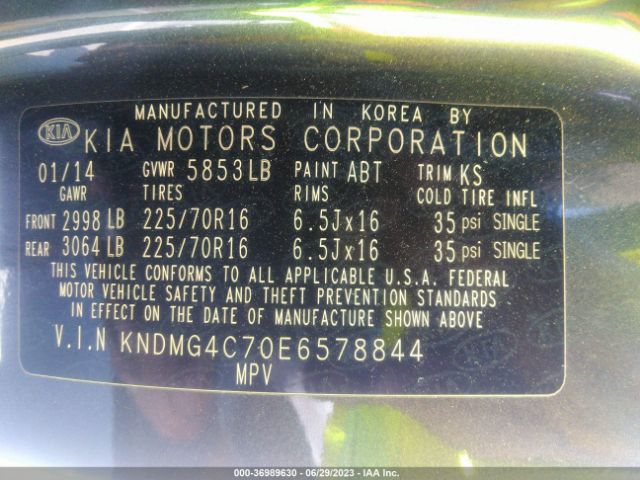 MANUFACTURED IN KOREA BY
KIA KIA MOTORS CORPORATION
01/14 GVWR 5853LB PAINT ABT TRIM KS
GAWR TIRES RIMS COLD TIRE INFL
FRONT 2998 LB 225/70R16 6.5Jx16 35 psi SINGLE
REAR 3064 LB 225/70R16 6.5Jx16 35 psi SINGLE
THIS VEHICLE CONFORMS TO ALL APPLICABLE U.S.A. FEDERAL
MOTOR VEHICLE SAFETY AND THEFT PREVENTION STANDARDS
IN EFFECT ON THE DATE OF MANUFACTURE SHOWN ABOVE
V.I.N KNDMG4C70E6578844
MPV
000-36989630 - 06/29/2023 - IAA Inc.